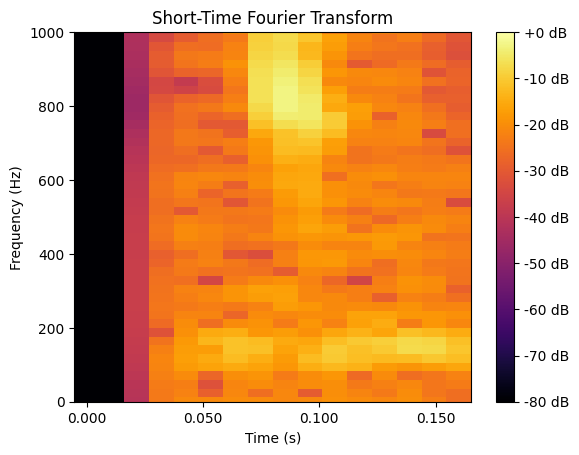 Short-Time Fourier Transform
1000
800
600
400
200
0
Frequency (Hz)
0.000
0.050
0.100
0.150
Time (s)
+0 dB
-10 dB
-20 dB
-30 dB
-40 dB
-50 dB
-60 dB
-70 dB
-80 dB